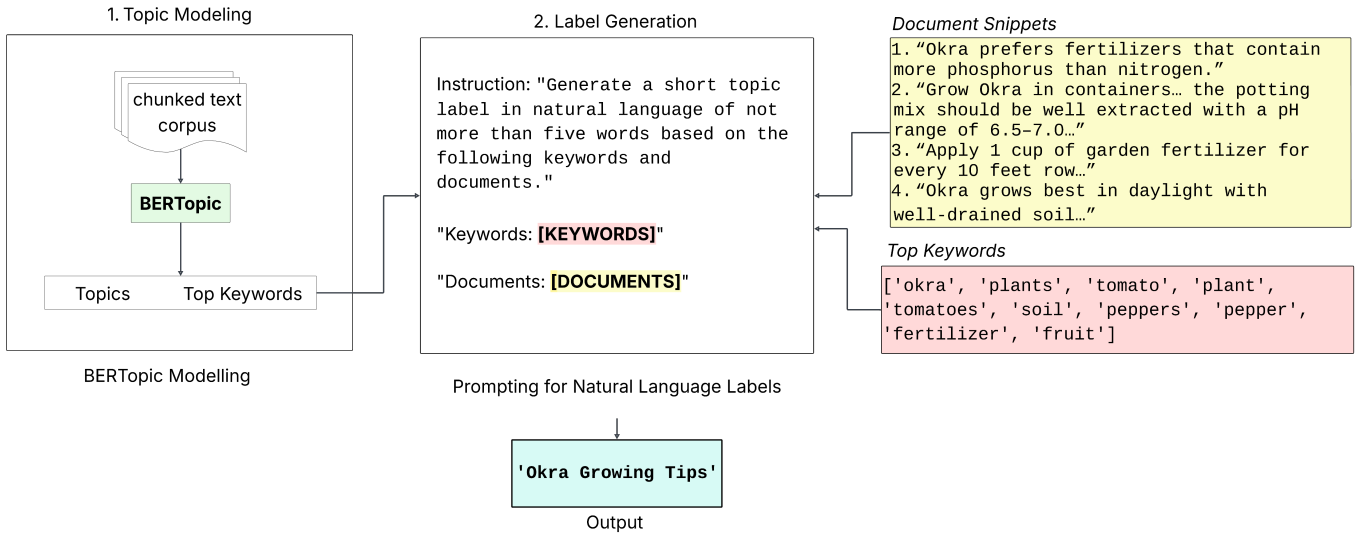 1. Topic Modeling
chunked text
corpus
BERTopic
Topics
Top Keywords
BERTopic Modelling
2. Label Generation
Instruction: "Generate a short topic
label in natural language of not
more than five words based on the
following keywords and
documents."
"Keywords: [KEYWORDS]"
"Documents: [DOCUMENTS]"
Prompting for Natural Language Labels
'Okra Growing Tips'
Output
Document Snippets
1. “Okra prefers fertilizers that contain
more phosphorus than nitrogen.”
2. “Grow Okra in containers… the potting
mix should be well extracted with a pH
range of 6.5–7.0…”
3. “Apply 1 cup of garden fertilizer for
every 10 feet row…”
4. “Okra grows best in daylight with
well-drained soil…”
Top Keywords
['okra', 'plants', 'tomato', 'plant',
'tomatoes', 'soil', 'peppers', 'pepper',
'fertilizer', 'fruit']